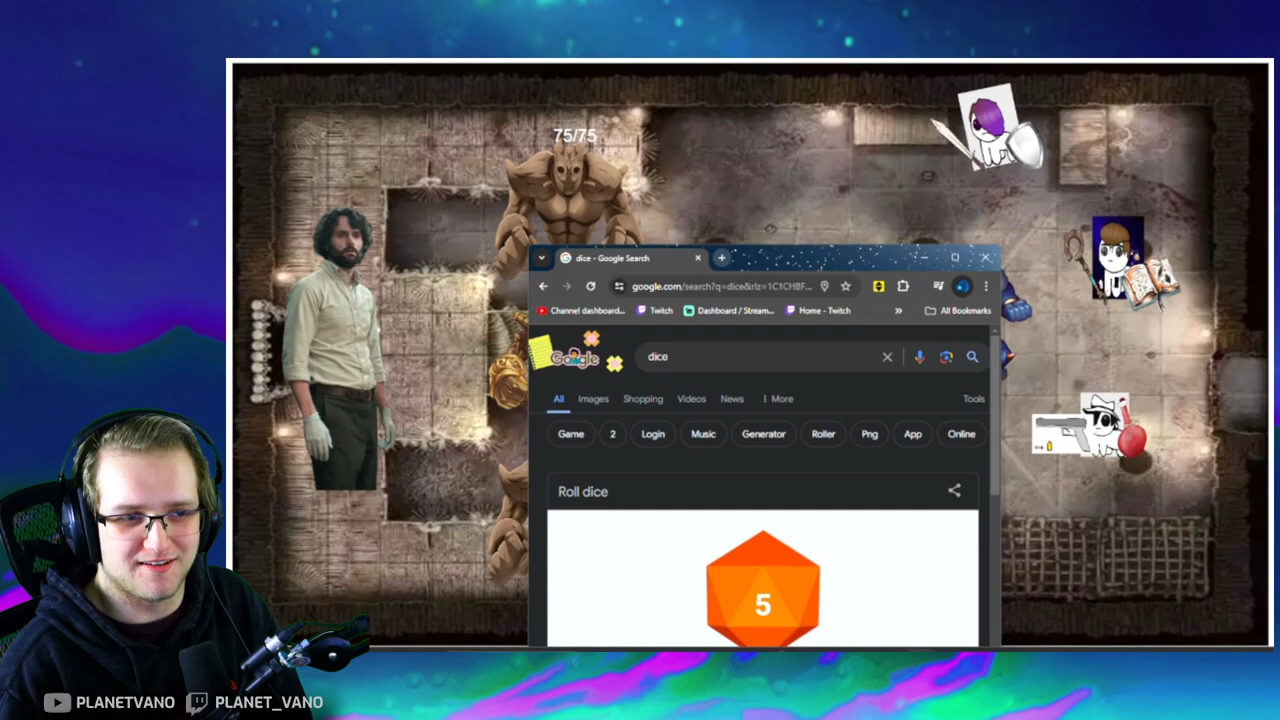 75/75
dice - Google Search
google.com/search?q=dice&rlz=1C1CHBF...
Channel dashboard...
Twitch
Dashboard / Stream...
Home - Twitch
All Bookmarks
Google
dice
All
Images
Shopping
Videos
News
More
Tools
Game
2
Login
Music
Generator
Roller
Png
App
Online
Roll dice
5
PLANETVANO
PLANET_VANO